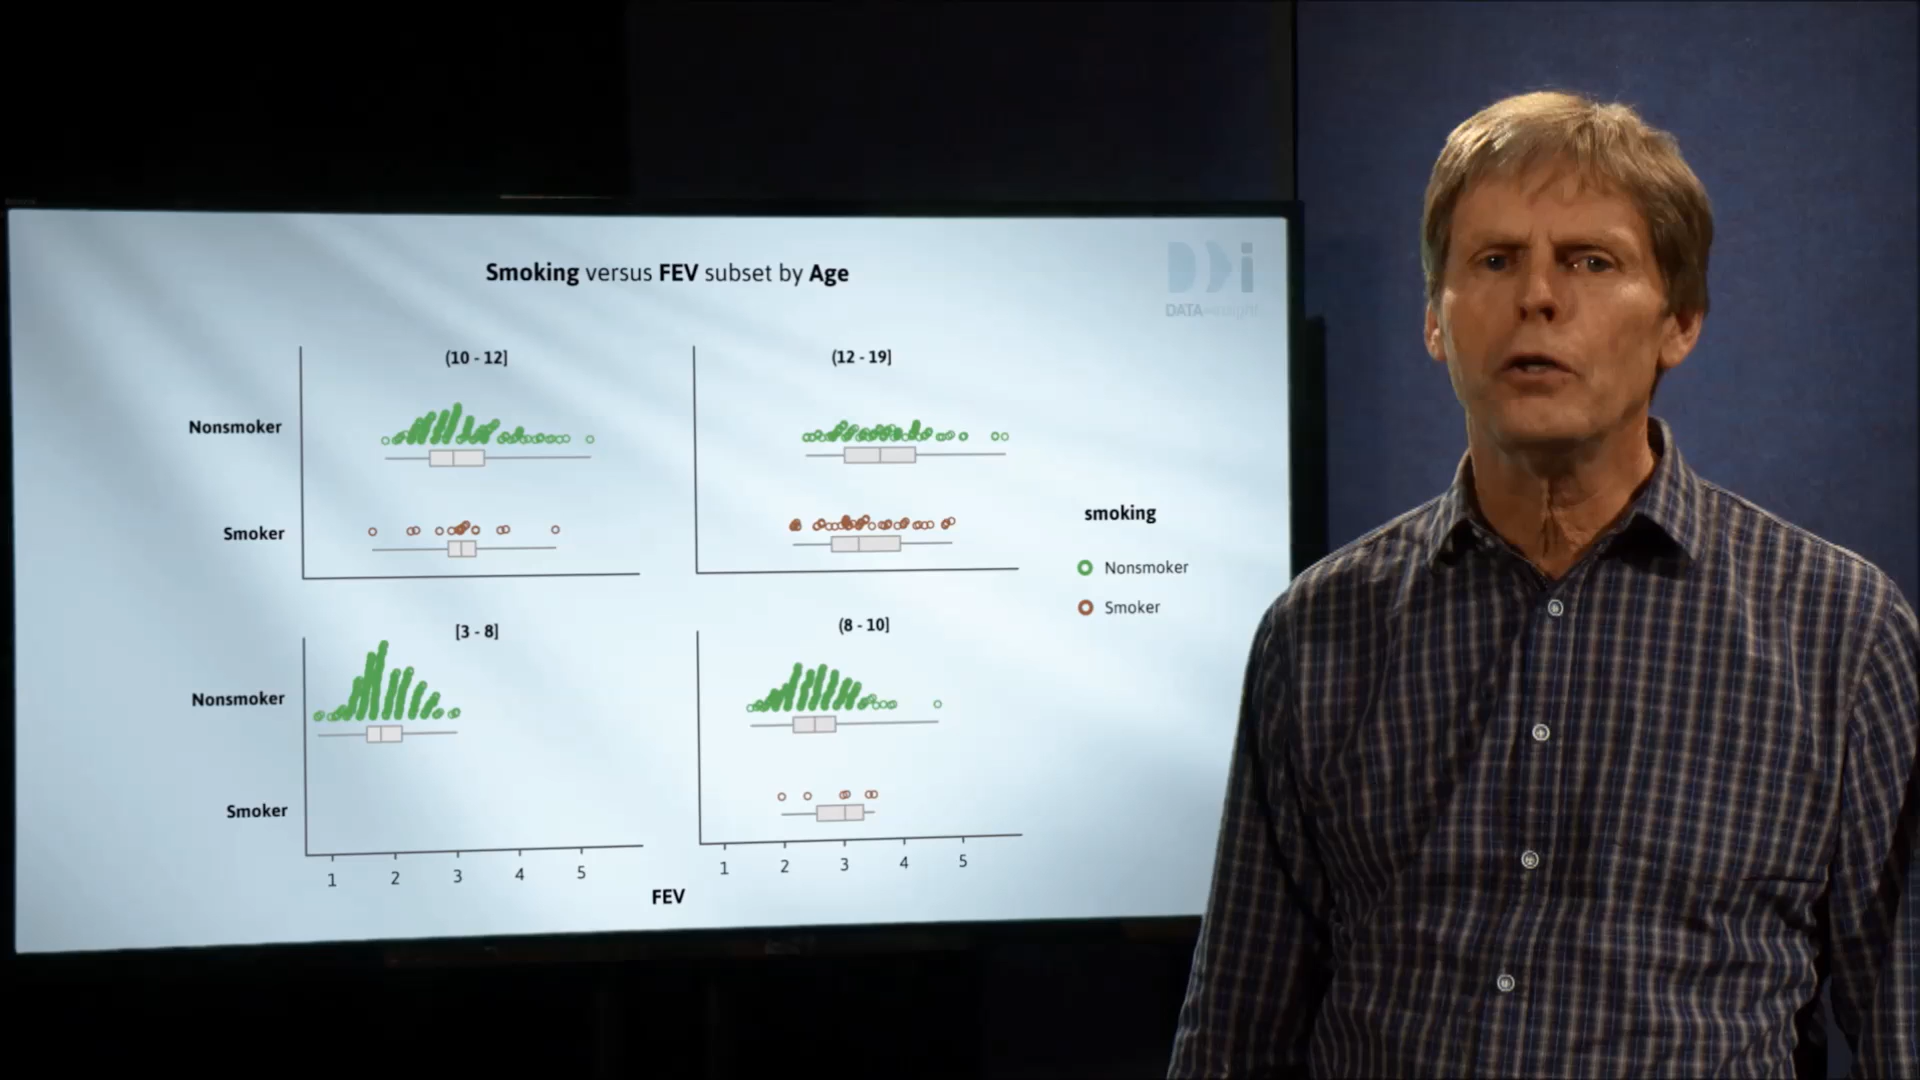 Smoking versus FEV subset by Age
DATA to insight
(10 - 12]
(12 - 19]
Nonsmoker
Smoker
smoking
Nonsmoker
Smoker
[3 - 8]
(8 - 10]
Nonsmoker
Smoker
1 2 3 4 5
1 2 3 4 5
FEV